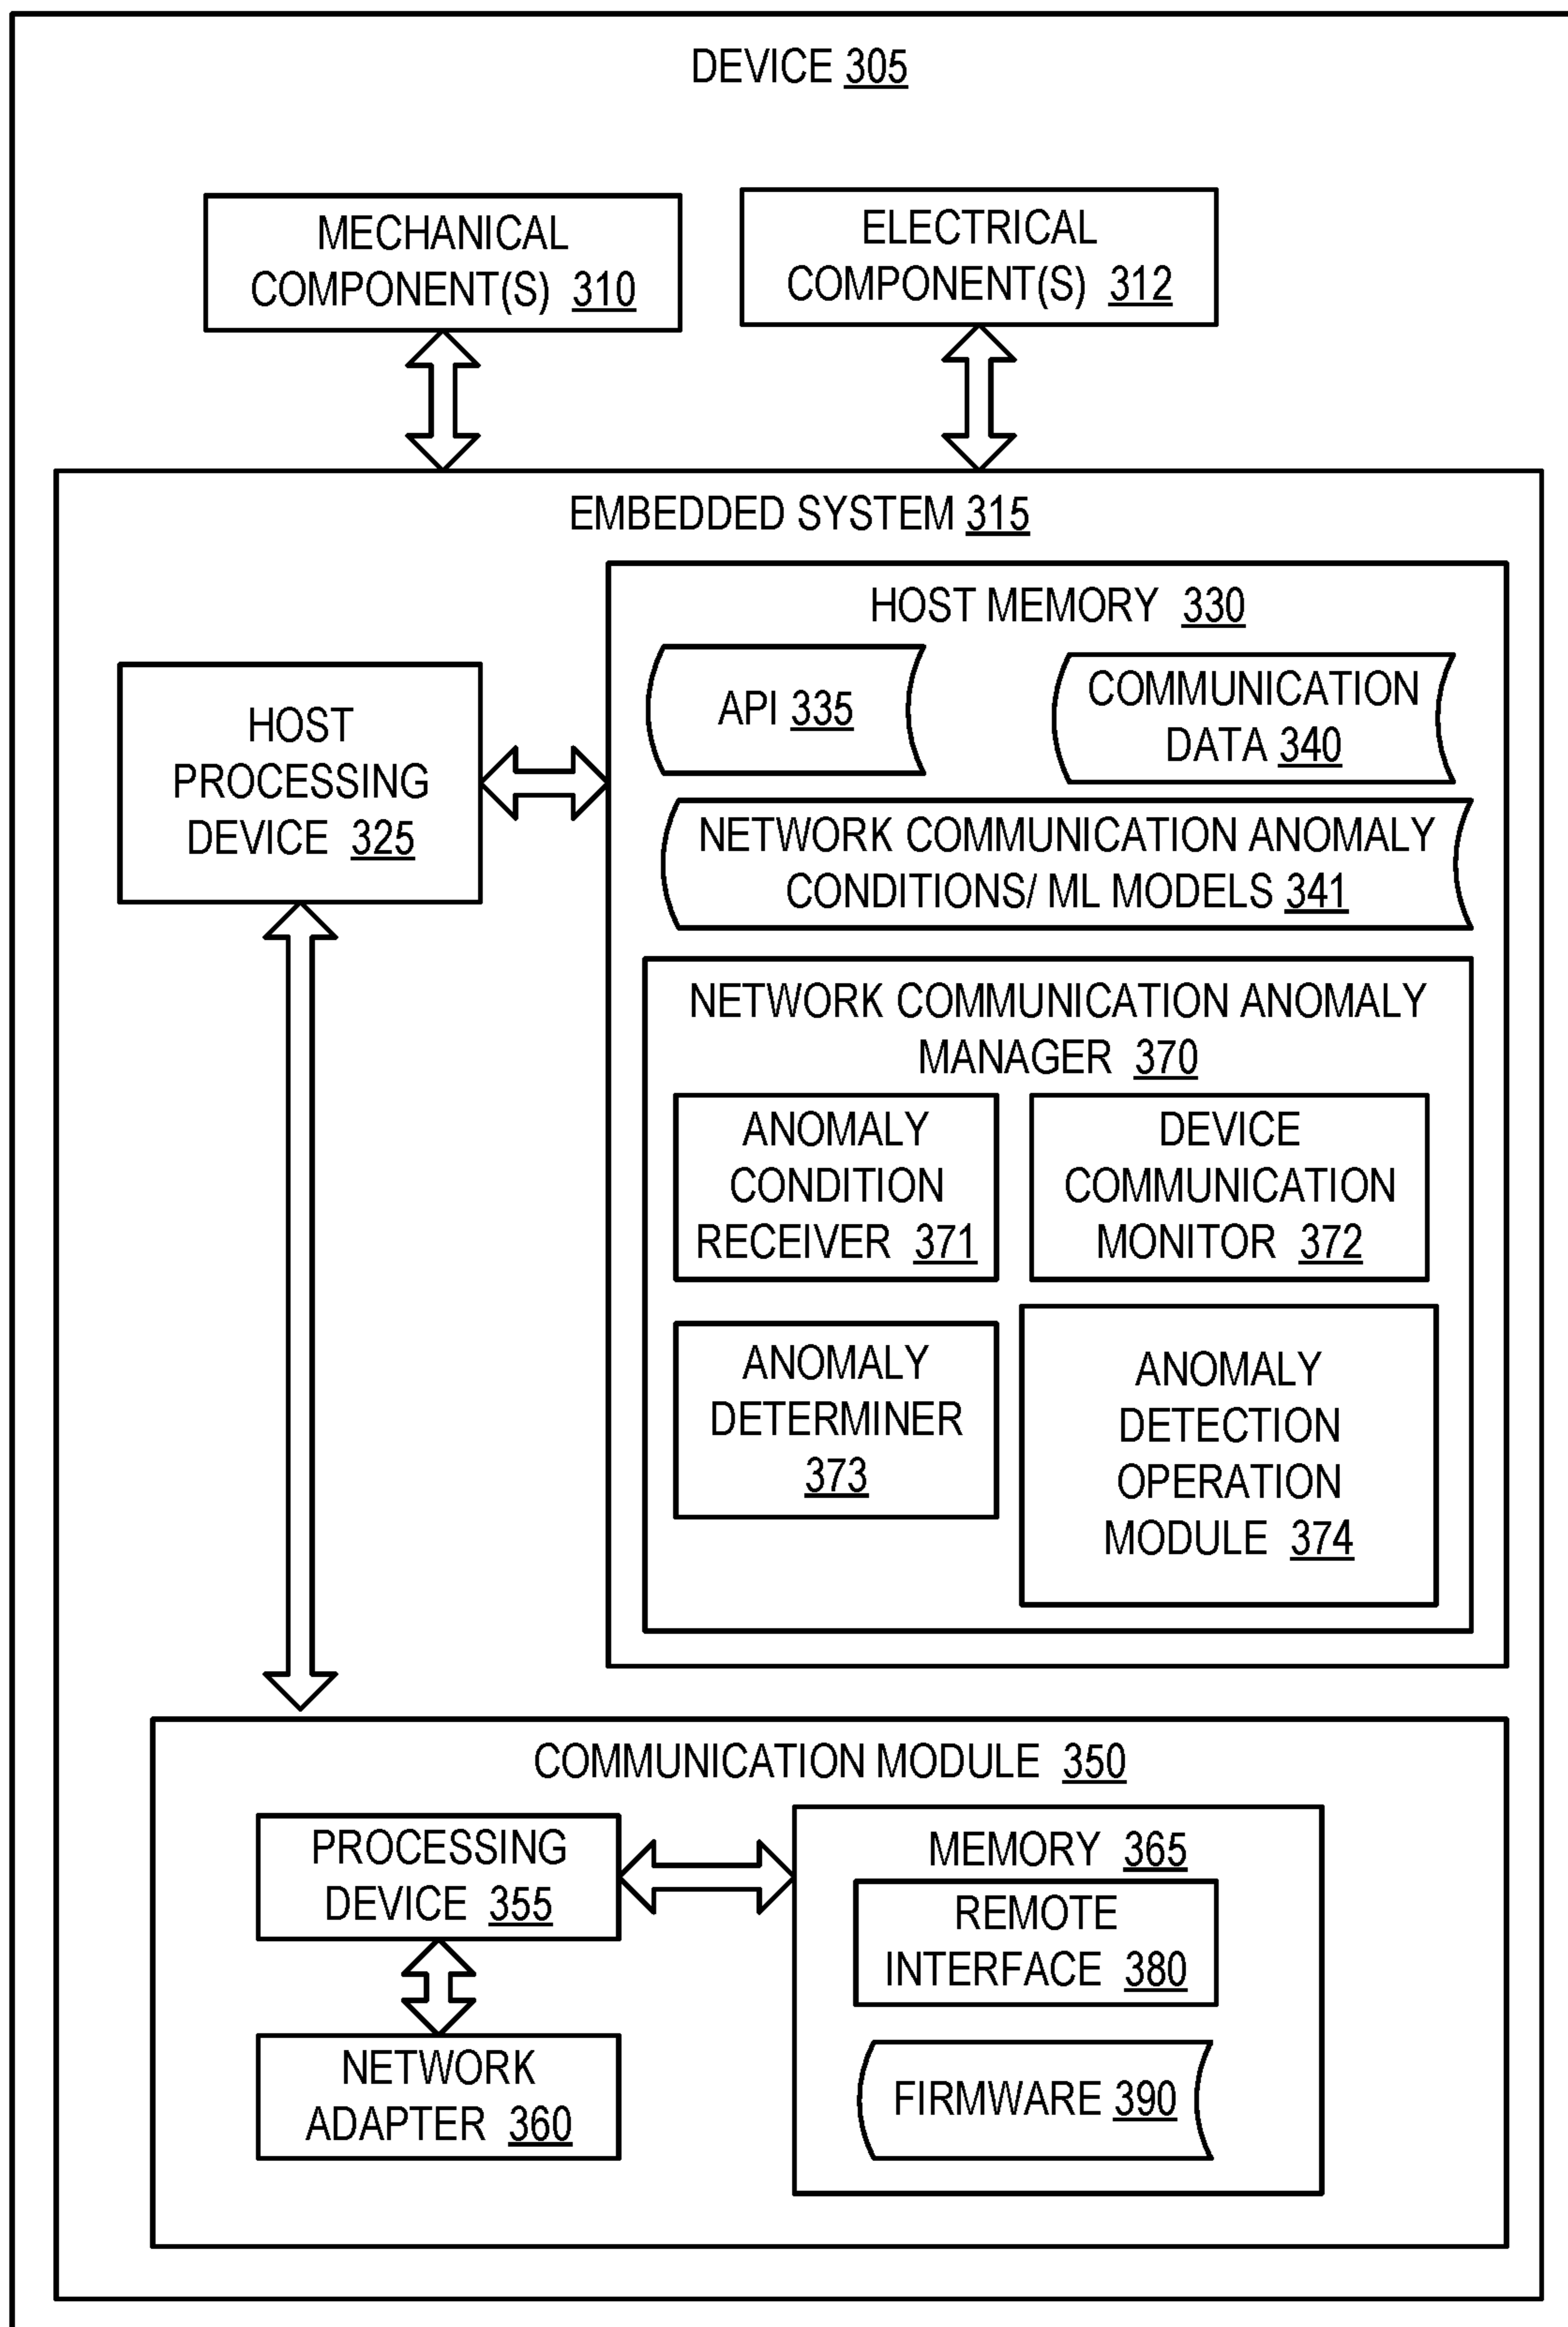 DEVICE 305
MECHANICAL
COMPONENT(S) 310
ELECTRICAL
COMPONENT(S) 312
EMBEDDED SYSTEM 315
HOST
PROCESSING
DEVICE 325
HOST MEMORY 330
API 335
COMMUNICATION
DATA 340
NETWORK COMMUNICATION ANOMALY
CONDITIONS/ ML MODELS 341
NETWORK COMMUNICATION ANOMALY
MANAGER 370
ANOMALY
CONDITION
RECEIVER 371
DEVICE
COMMUNICATION
MONITOR 372
ANOMALY
DETERMINER
373
ANOMALY
DETECTION
OPERATION
MODULE 374
COMMUNICATION MODULE 350
PROCESSING
DEVICE 355
MEMORY 365
REMOTE
INTERFACE 380
NETWORK
ADAPTER 360
FIRMWARE 390